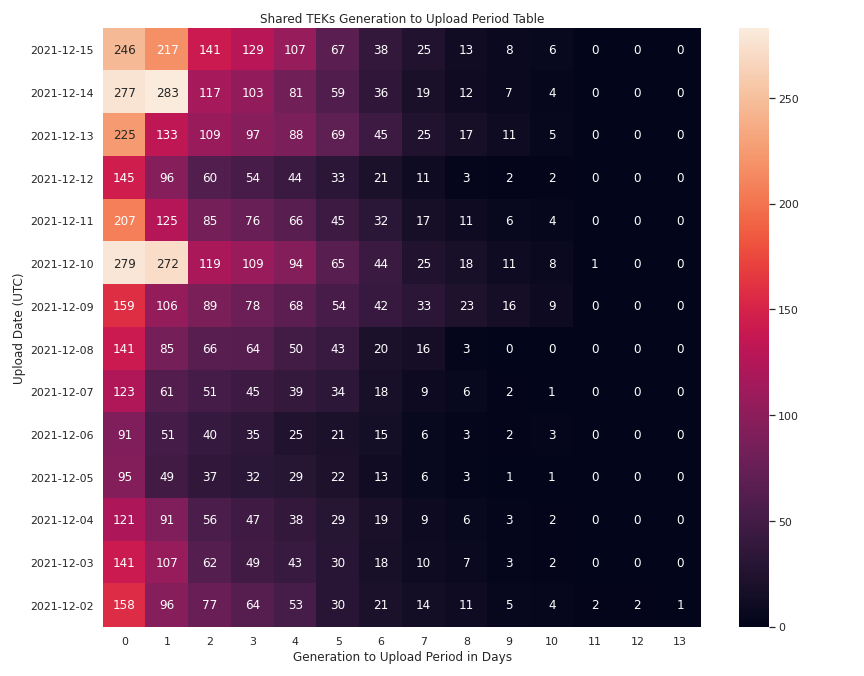 Shared TEKs Generation to Upload Period Table
2021-12-15 246 217 141 129 107 67 38 25 13 8 6 0 0 0
2021-12-14 277 283 117 103 81 59 36 19 12 7 4 0 0 0
250
2021-12-13 225 133 109 97 88 69 45 25 17 11 5 0 0 0
2021-12-12 145 96 60 54 44 33 21 11 3 2 2 0 0 0
200
2021-12-11 207 125 85 76 66 45 32 17 11 6 4 0 0 0
2021-12-10 279 272 119 109 94 65 44 25 18 11 8 1 0 0
2021-12-09 159 106 89 78 68 54 42 33 23 16 9 0 0 0
150
Upload Date (UTC)
2021-12-08 141 85 66 64 50 43 20 16 3 0 0 0 0 0
2021-12-07 123 61 51 45 39 34 18 9 6 2 1 0 0 0
100
2021-12-06 91 51 40 35 25 21 15 6 3 2 3 0 0 0
2021-12-05 95 49 37 32 29 22 13 6 3 1 1 0 0 0
2021-12-04 121 91 56 47 38 29 19 9 6 3 2 0 0 0
50
2021-12-03 141 107 62 49 43 30 18 10 7 3 2 0 0 0
2021-12-02 158 96 77 64 53 30 21 14 11 5 4 2 2 1
0
0 1 2 3 4 5 6 7 8 9 10 11 12 13
Generation to Upload Period in Days